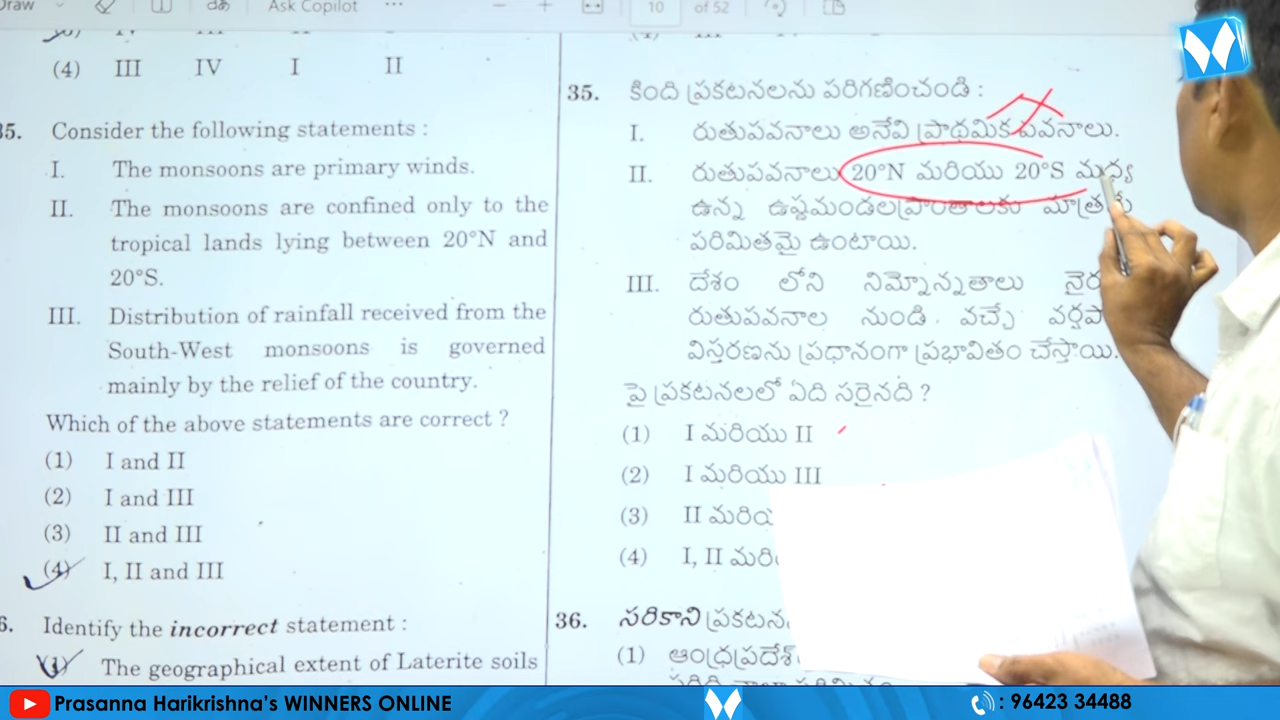 Draw
Ask Copilot
10 of 52
(4) III IV I II
35. Consider the following statements :
I. The monsoons are primary winds.
II. The monsoons are confined only to the
tropical lands lying between 20°N and
20°S.
III. Distribution of rainfall received from the
South-West monsoons is governed
mainly by the relief of the country.
Which of the above statements are correct ?
(1) I and II
(2) I and III
(3) II and III
(4) I, II and III
6. Identify the incorrect statement :
(1) The geographical extent of Laterite soils
35. కింది ప్రకటనలను పరిగణించండి :
I. రుతుపవనాలు అనేవి ప్రాథమిక పవనాలు.
II. రుతుపవనాలు 20°N మరియు 20°S మధ్య
ఉన్న ఉష్ణమండల ప్రాంతాలకు మాత్రమే
పరిమితమై ఉంటాయి.
III. దేశం లోని నిమ్నోన్నతాలు
రుతుపవనాల నుండి వచ్చే
విస్తరణను ప్రధానంగా ప్రభావితం చేస్తాయి.
పై ప్రకటనలలో ఏది సరైనది ?
(1) I మరియు II
(2) I మరియు III
(3) II
(4) I, II
36. సరికాని
(1) ఆంధ్రప్రదేశ్
Prasanna Harikrishna's WINNERS ONLINE
: 96423 34488